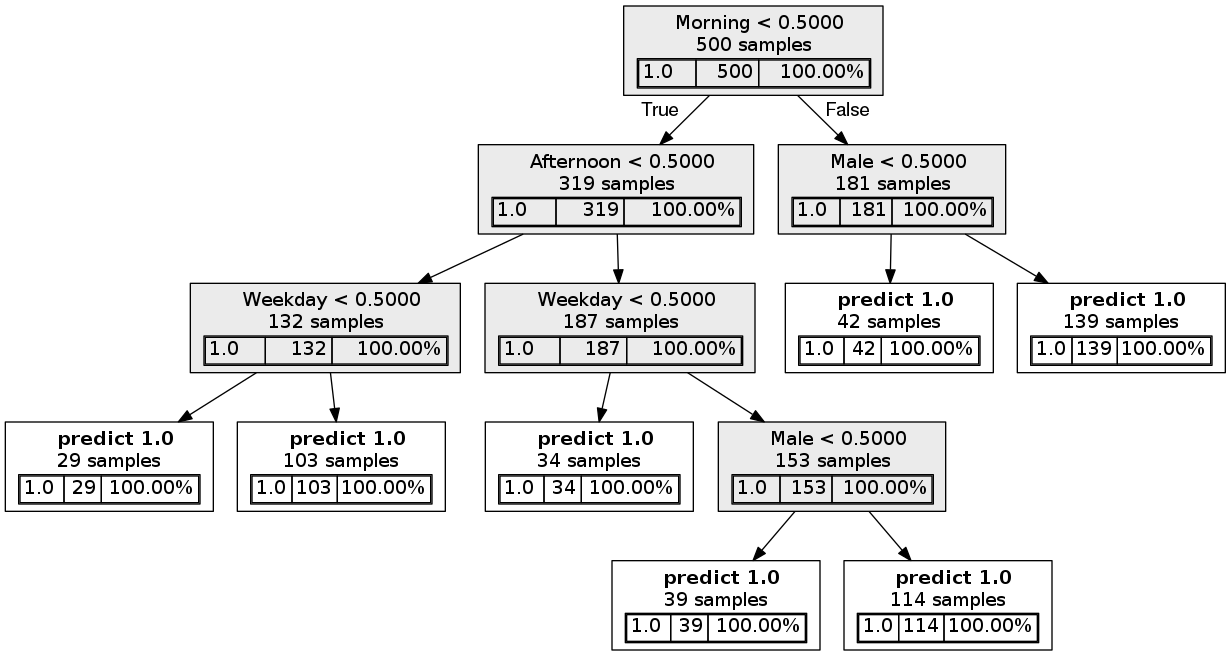 Morning < 0.5000
500 samples
1.0 500 100.00%
True False
Afternoon < 0.5000
319 samples
1.0 319 100.00%
Male < 0.5000
181 samples
1.0 181 100.00%
Weekday < 0.5000
132 samples
1.0 132 100.00%
Weekday < 0.5000
187 samples
1.0 187 100.00%
predict 1.0
42 samples
1.0 42 100.00%
predict 1.0
139 samples
1.0 139 100.00%
predict 1.0
29 samples
1.0 29 100.00%
predict 1.0
103 samples
1.0 103 100.00%
predict 1.0
34 samples
1.0 34 100.00%
Male < 0.5000
153 samples
1.0 153 100.00%
predict 1.0
39 samples
1.0 39 100.00%
predict 1.0
114 samples
1.0 114 100.00%